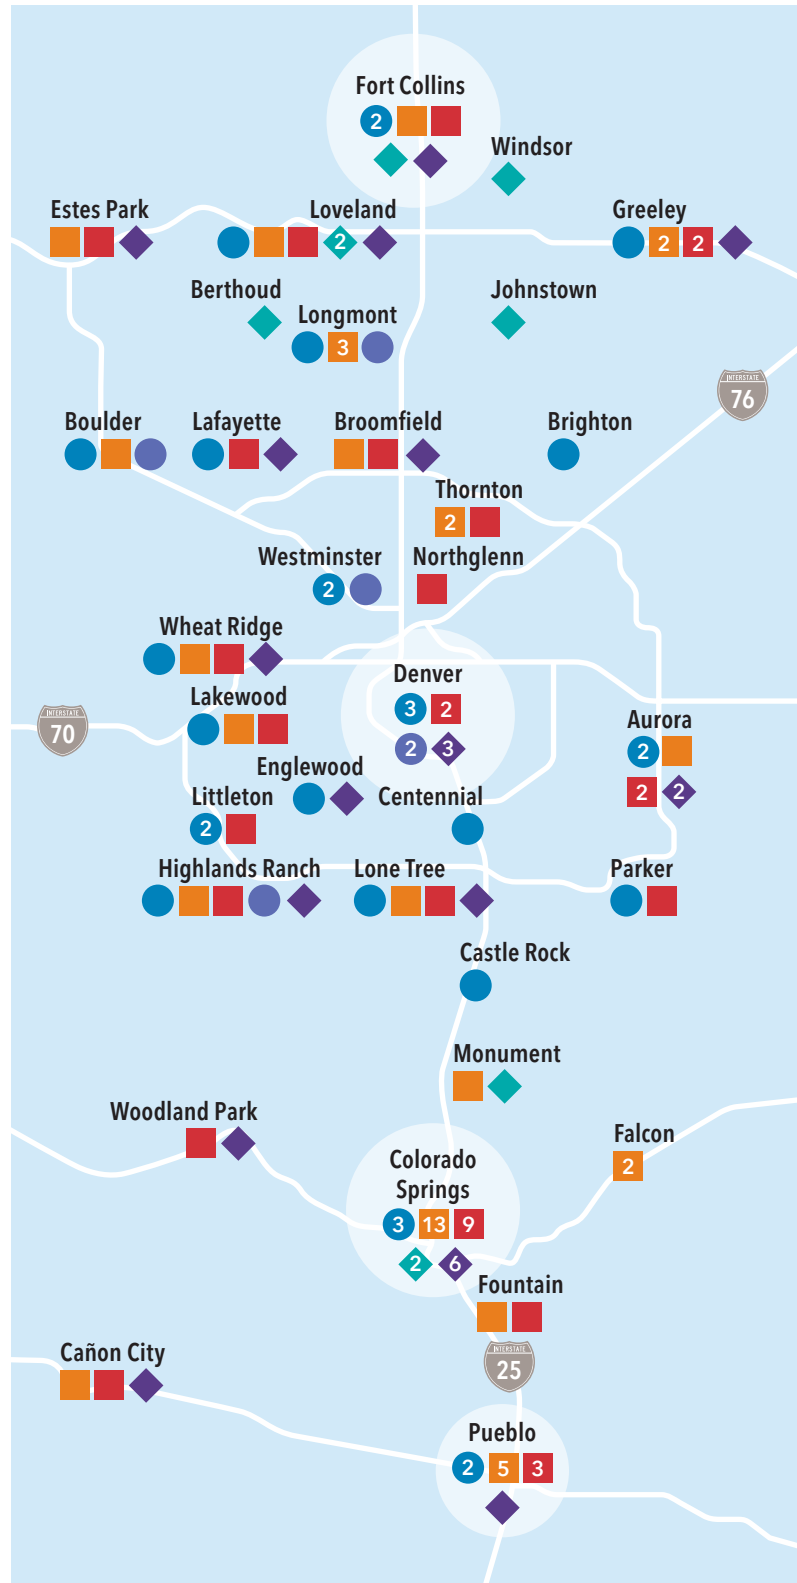 Fort Collins
2
Windsor
Estes Park
Loveland
2
Greeley
2 2
Berthoud
Johnstown
Longmont
3
INTERSTATE
76
Boulder
Lafayette
Broomfield
Brighton
Thornton
2
Westminster
2
Northglenn
Wheat Ridge
Denver
3 2
2 3
Lakewood
INTERSTATE
70
Aurora
2
2 2
Englewood
Littleton
2
Centennial
Highlands Ranch
Lone Tree
Parker
Castle Rock
Monument
Woodland Park
Falcon
2
Colorado
Springs
3 13 9
2 6
Fountain
Cañon City
INTERSTATE
25
Pueblo
2 5 3